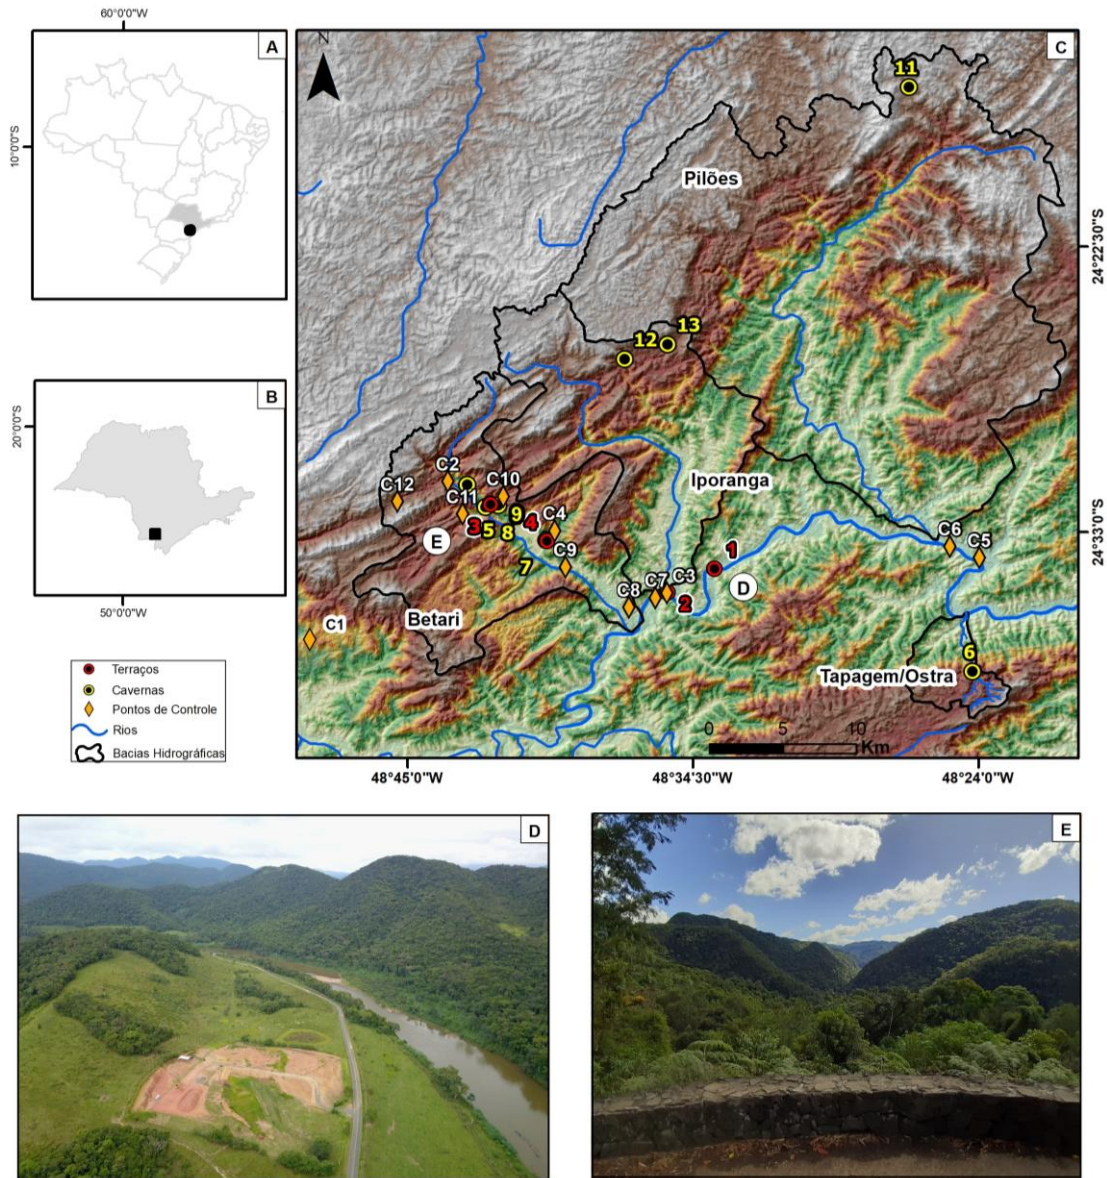 60°0'0"W
A
10°0'0"S
B
20°0'0"S
50°0'0"W
Terraços
Cavernas
Pontos de Controle
Rios
Bacias Hidrográficas
N
C
11
Pilões
24°22'30"S
12
13
C2
C10
C12
C11
9
3
5
8
4
C4
E
7
C9
Iporanga
1
C6
C5
24°33'0"S
D
C8
C7
C3
2
C1
Betari
6
Tapagem/Ostra
0 5 10
Km
48°45'0"W
48°34'30"W
48°24'0"W
D
E